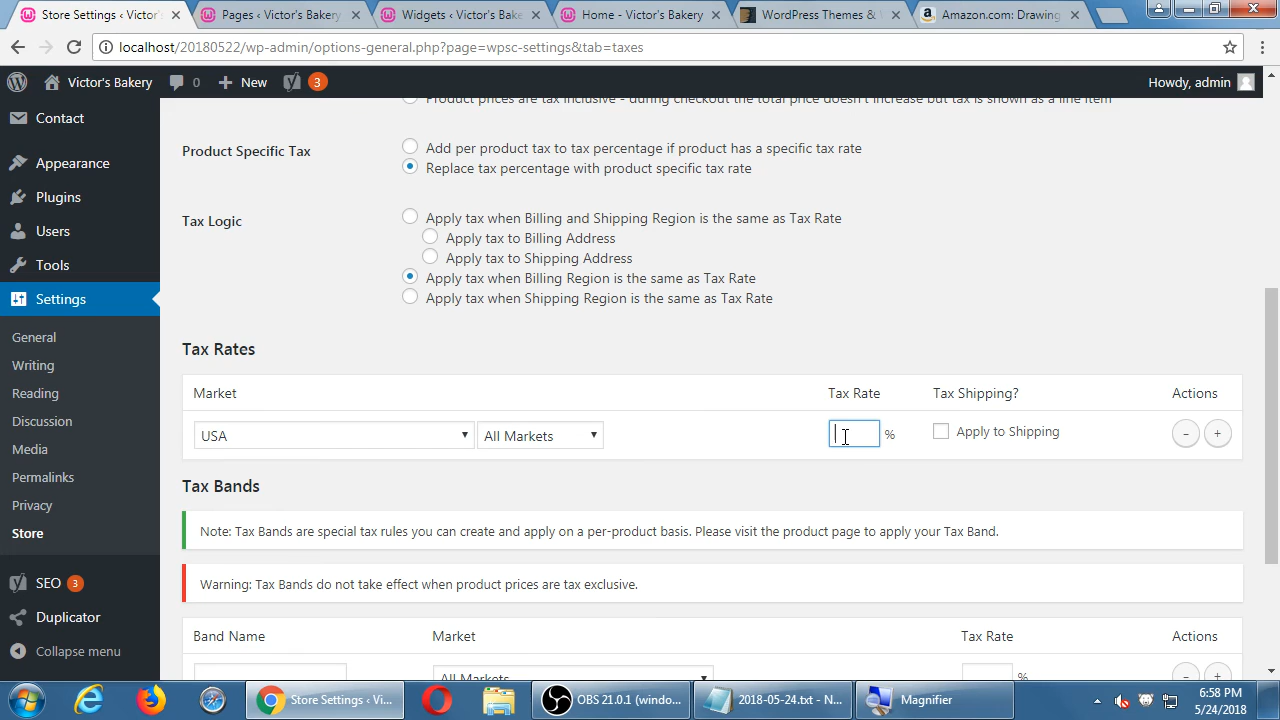 Store Settings ‹ Victor'
Pages ‹ Victor's Bakery
Widgets ‹ Victor's Bake
Home - Victor's Bakery
WordPress Themes &
Amazon.com: Drawing
localhost/20180522/wp-admin/options-general.php?page=wpsc-settings&tab=taxes
Victor's Bakery 0 New 3
Howdy, admin
Contact
Appearance
Plugins
Users
Tools
Settings
General
Writing
Reading
Discussion
Media
Permalinks
Privacy
Store
SEO 3
Duplicator
Collapse menu
Product prices are tax inclusive - during checkout the total price doesn't increase but tax is shown as a line item
Product Specific Tax
Add per product tax to tax percentage if product has a specific tax rate
Replace tax percentage with product specific tax rate
Tax Logic
Apply tax when Billing and Shipping Region is the same as Tax Rate
Apply tax to Billing Address
Apply tax to Shipping Address
Apply tax when Billing Region is the same as Tax Rate
Apply tax when Shipping Region is the same as Tax Rate
Tax Rates
Market Tax Rate Tax Shipping? Actions
USA All Markets % Apply to Shipping - +
Tax Bands
Note: Tax Bands are special tax rules you can create and apply on a per-product basis. Please visit the product page to apply your Tax Band.
Warning: Tax Bands do not take effect when product prices are tax exclusive.
Band Name Market Tax Rate Actions
All Markets % - +
Store Settings ‹ Vi...
OBS 21.0.1 (windo...
2018-05-24.txt - N...
Magnifier
6:58 PM
5/24/2018